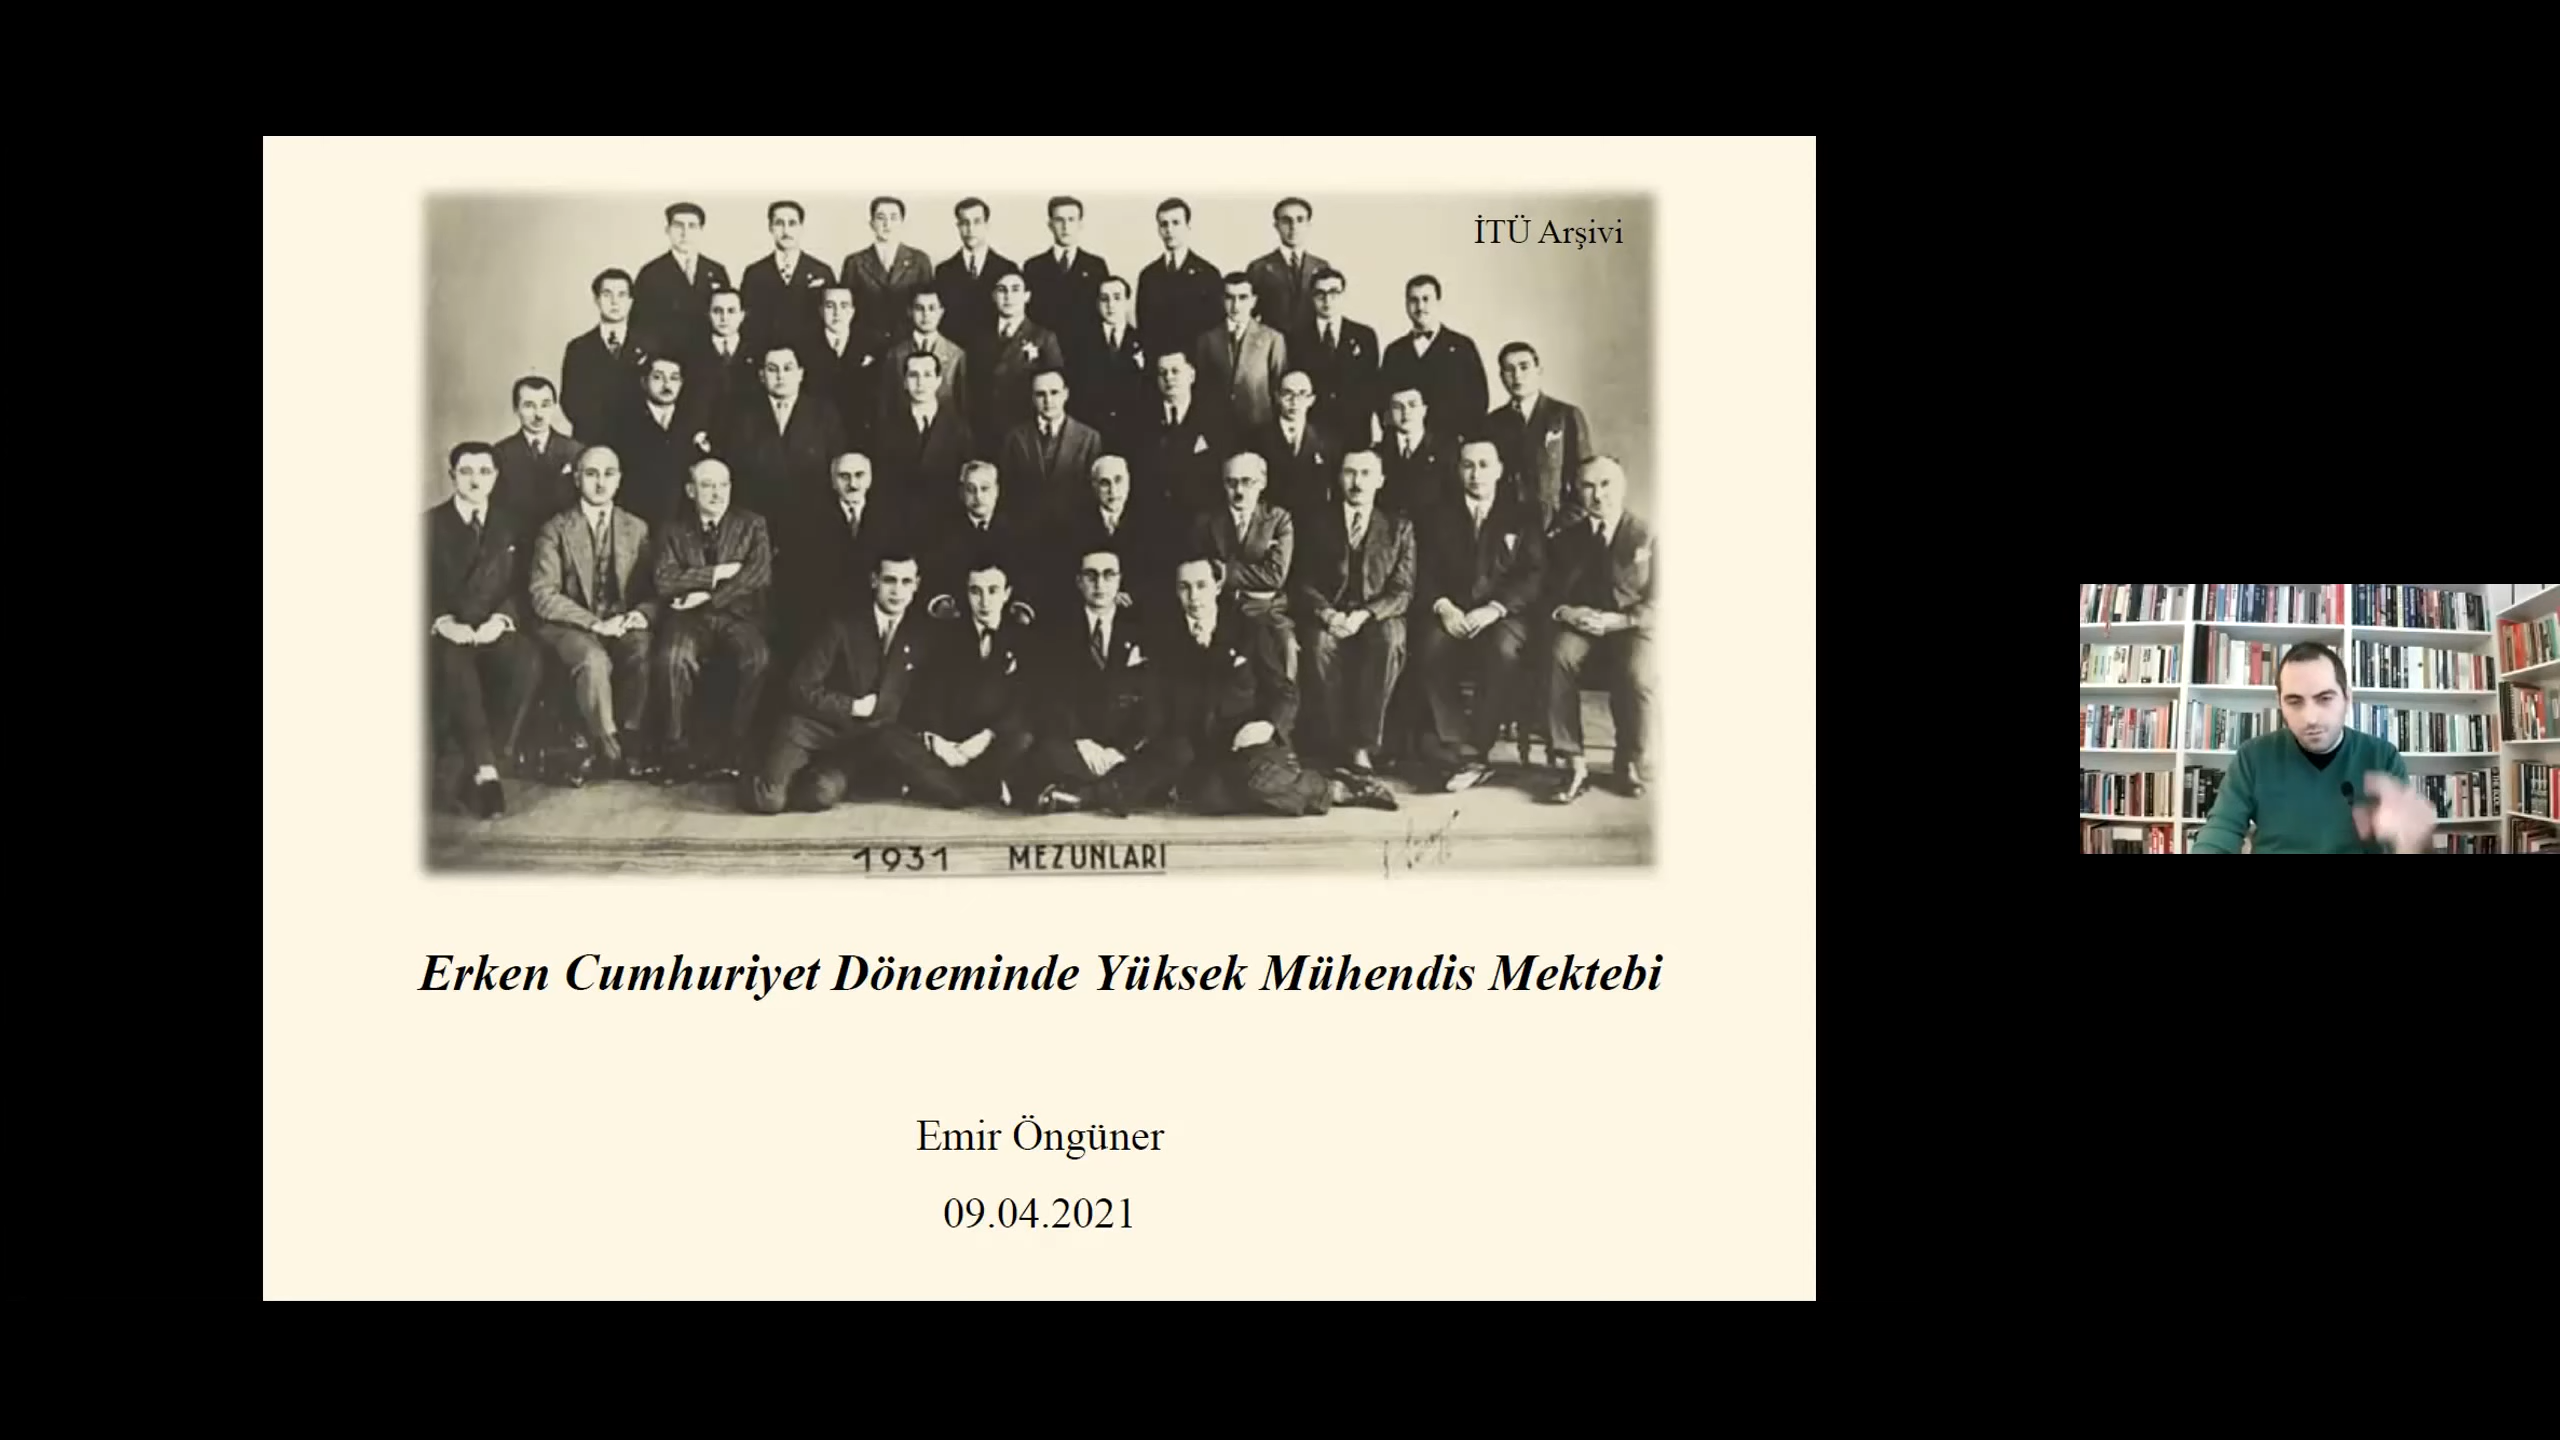 İTÜ Arşivi
1931 MEZUNLARI
Erken Cumhuriyet Döneminde Yüksek Mühendis Mektebi
Emir Öngüner
09.04.2021